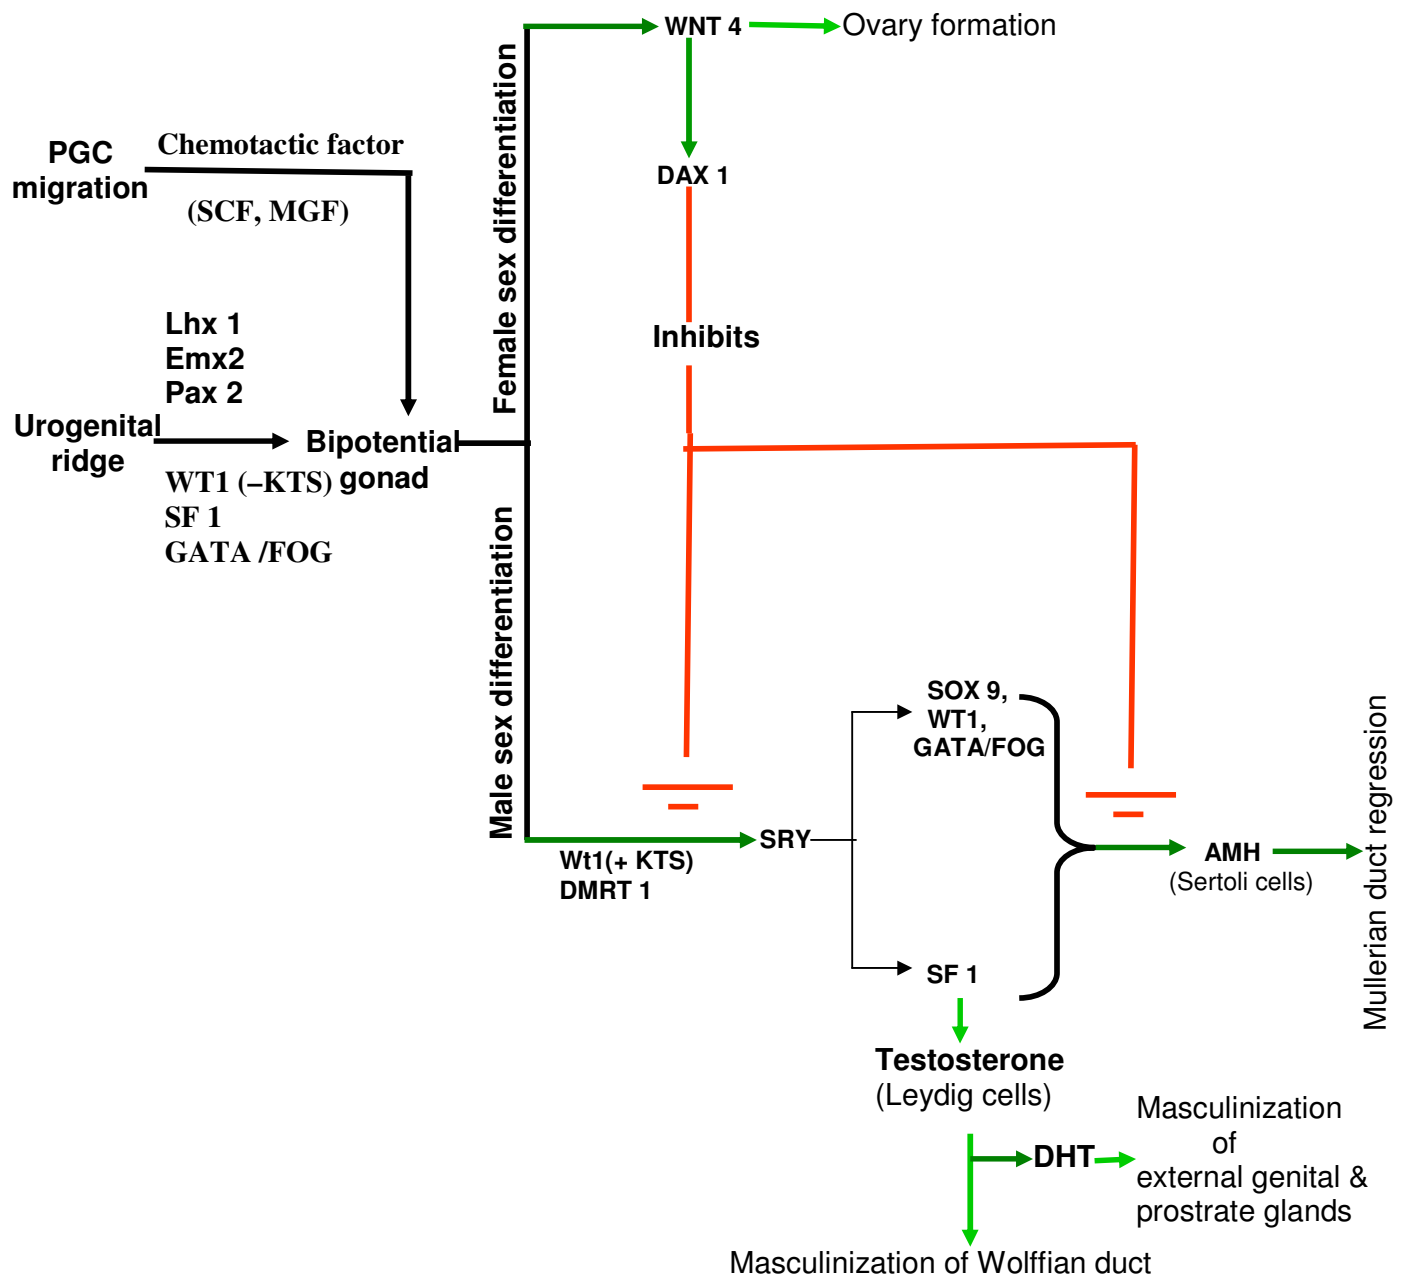 WNT 4
Ovary formation
Female sex differentiation
PGC
migration
Chemotactic factor
(SCF, MGF)
DAX 1
Inhibits
Lhx 1
Emx2
Pax 2
Urogenital
ridge
Bipotential
gonad
WT1 (–KTS)
SF 1
GATA /FOG
Male sex differentiation
SOX 9,
WT1,
GATA/FOG
SRY
Wt1(+ KTS)
DMRT 1
AMH
(Sertoli cells)
Mullerian duct regression
SF 1
Testosterone
(Leydig cells)
DHT
Masculinization
of
external genital &
prostrate glands
Masculinization of Wolffian duct